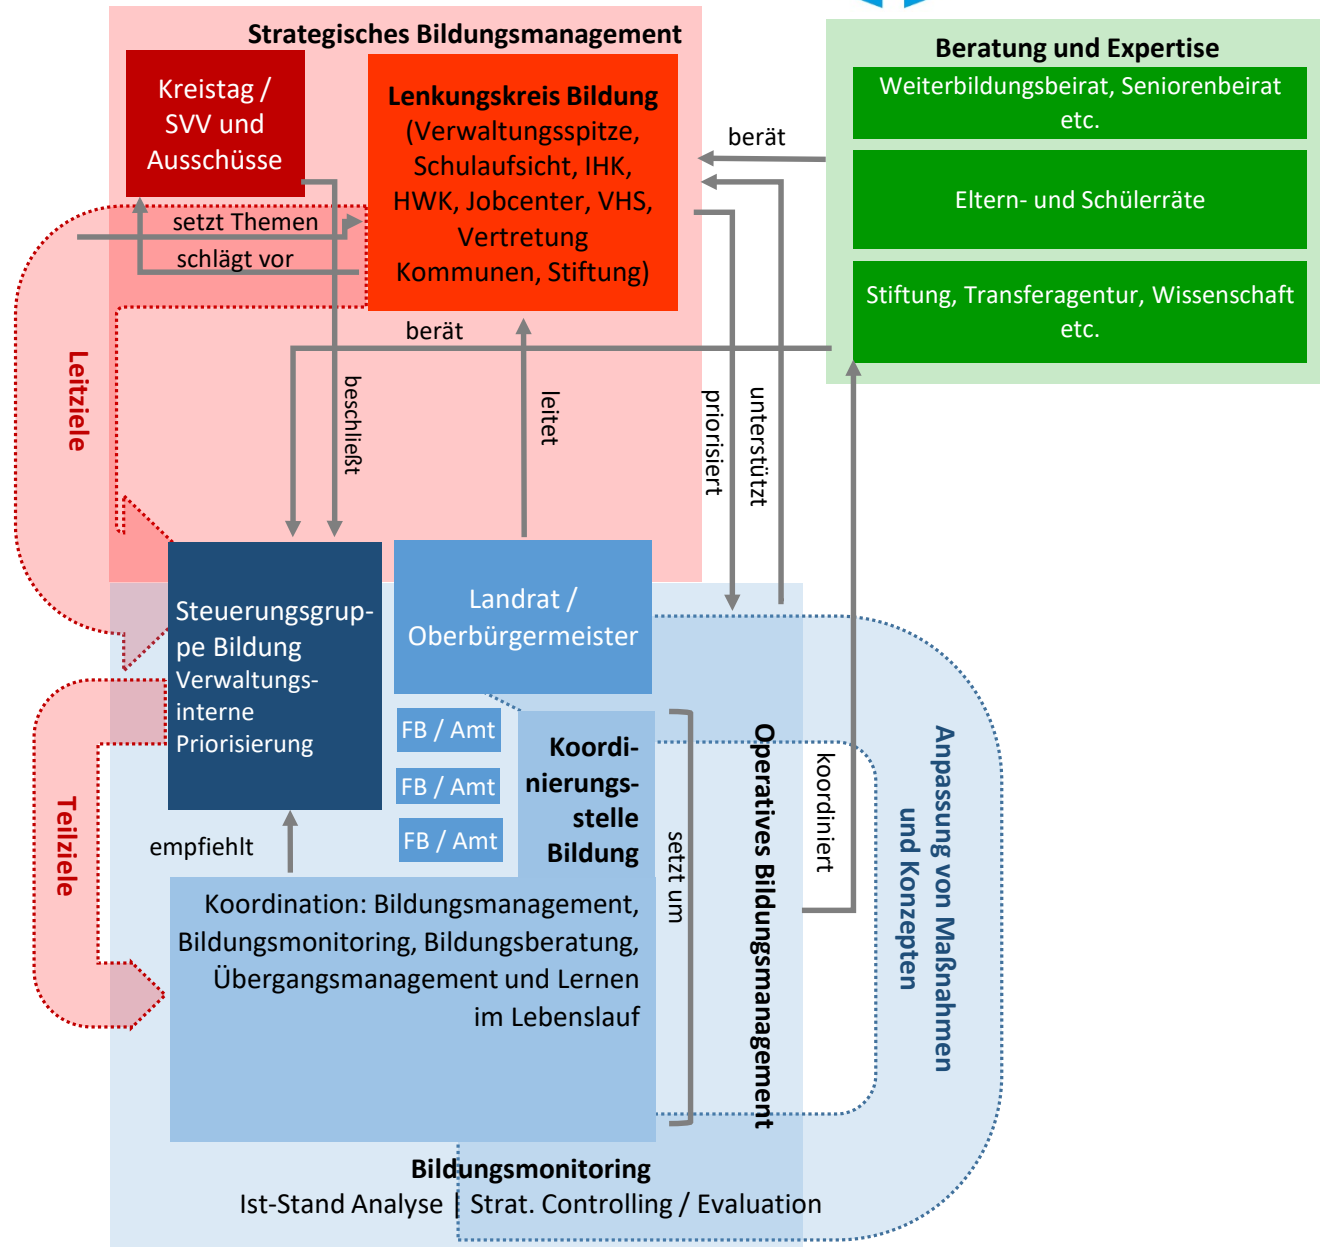 Strategisches Bildungsmanagement
Kreistag /
SVV und
Ausschüsse
Lenkungskreis Bildung
(Verwaltungsspitze,
Schulaufsicht, IHK,
HWK, Jobcenter, VHS,
Vertretung
Kommunen, Stiftung)
Beratung und Expertise
Weiterbildungsbeirat, Seniorenbeirat
etc.
Eltern- und Schülerräte
Stiftung, Transferagentur, Wissenschaft
etc.
berät
setzt Themen
schlägt vor
berät
Leitziele
beschließt
leitet
priorisiert
unterstützt
Steuerungsgrup-
pe Bildung
Verwaltungs-
interne
Priorisierung
Landrat /
Oberbürgermeister
FB / Amt
FB / Amt
FB / Amt
Koordi-
nierungs-
stelle
Bildung
setzt um
Operatives Bildungsmanagement
koordiniert
Anpassung von Maßnahmen
und Konzepten
Teilziele
empfiehlt
Koordination: Bildungsmanagement,
Bildungsmonitoring, Bildungsberatung,
Übergangsmanagement und Lernen
im Lebenslauf
Bildungsmonitoring
Ist-Stand Analyse | Strat. Controlling / Evaluation